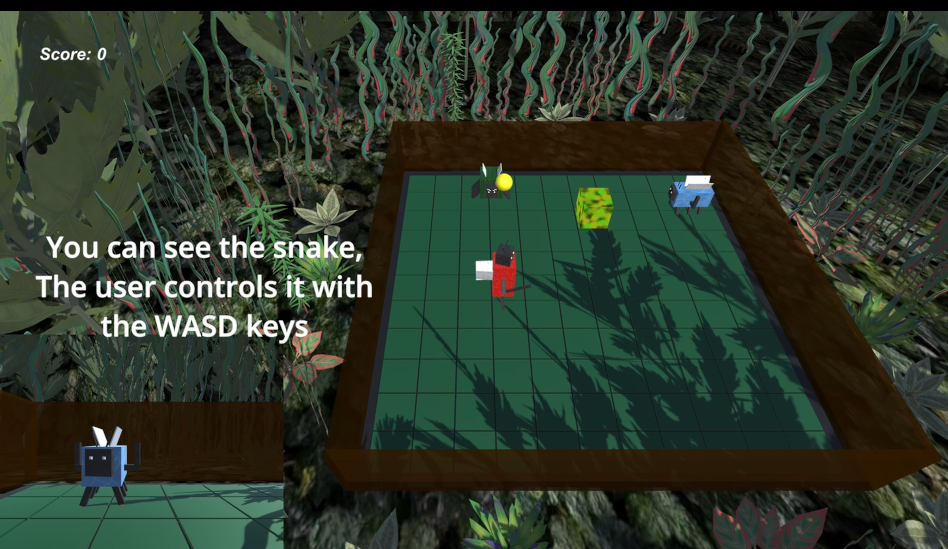 Score: 0
You can see the snake,
The user controls it with
the WASD keys